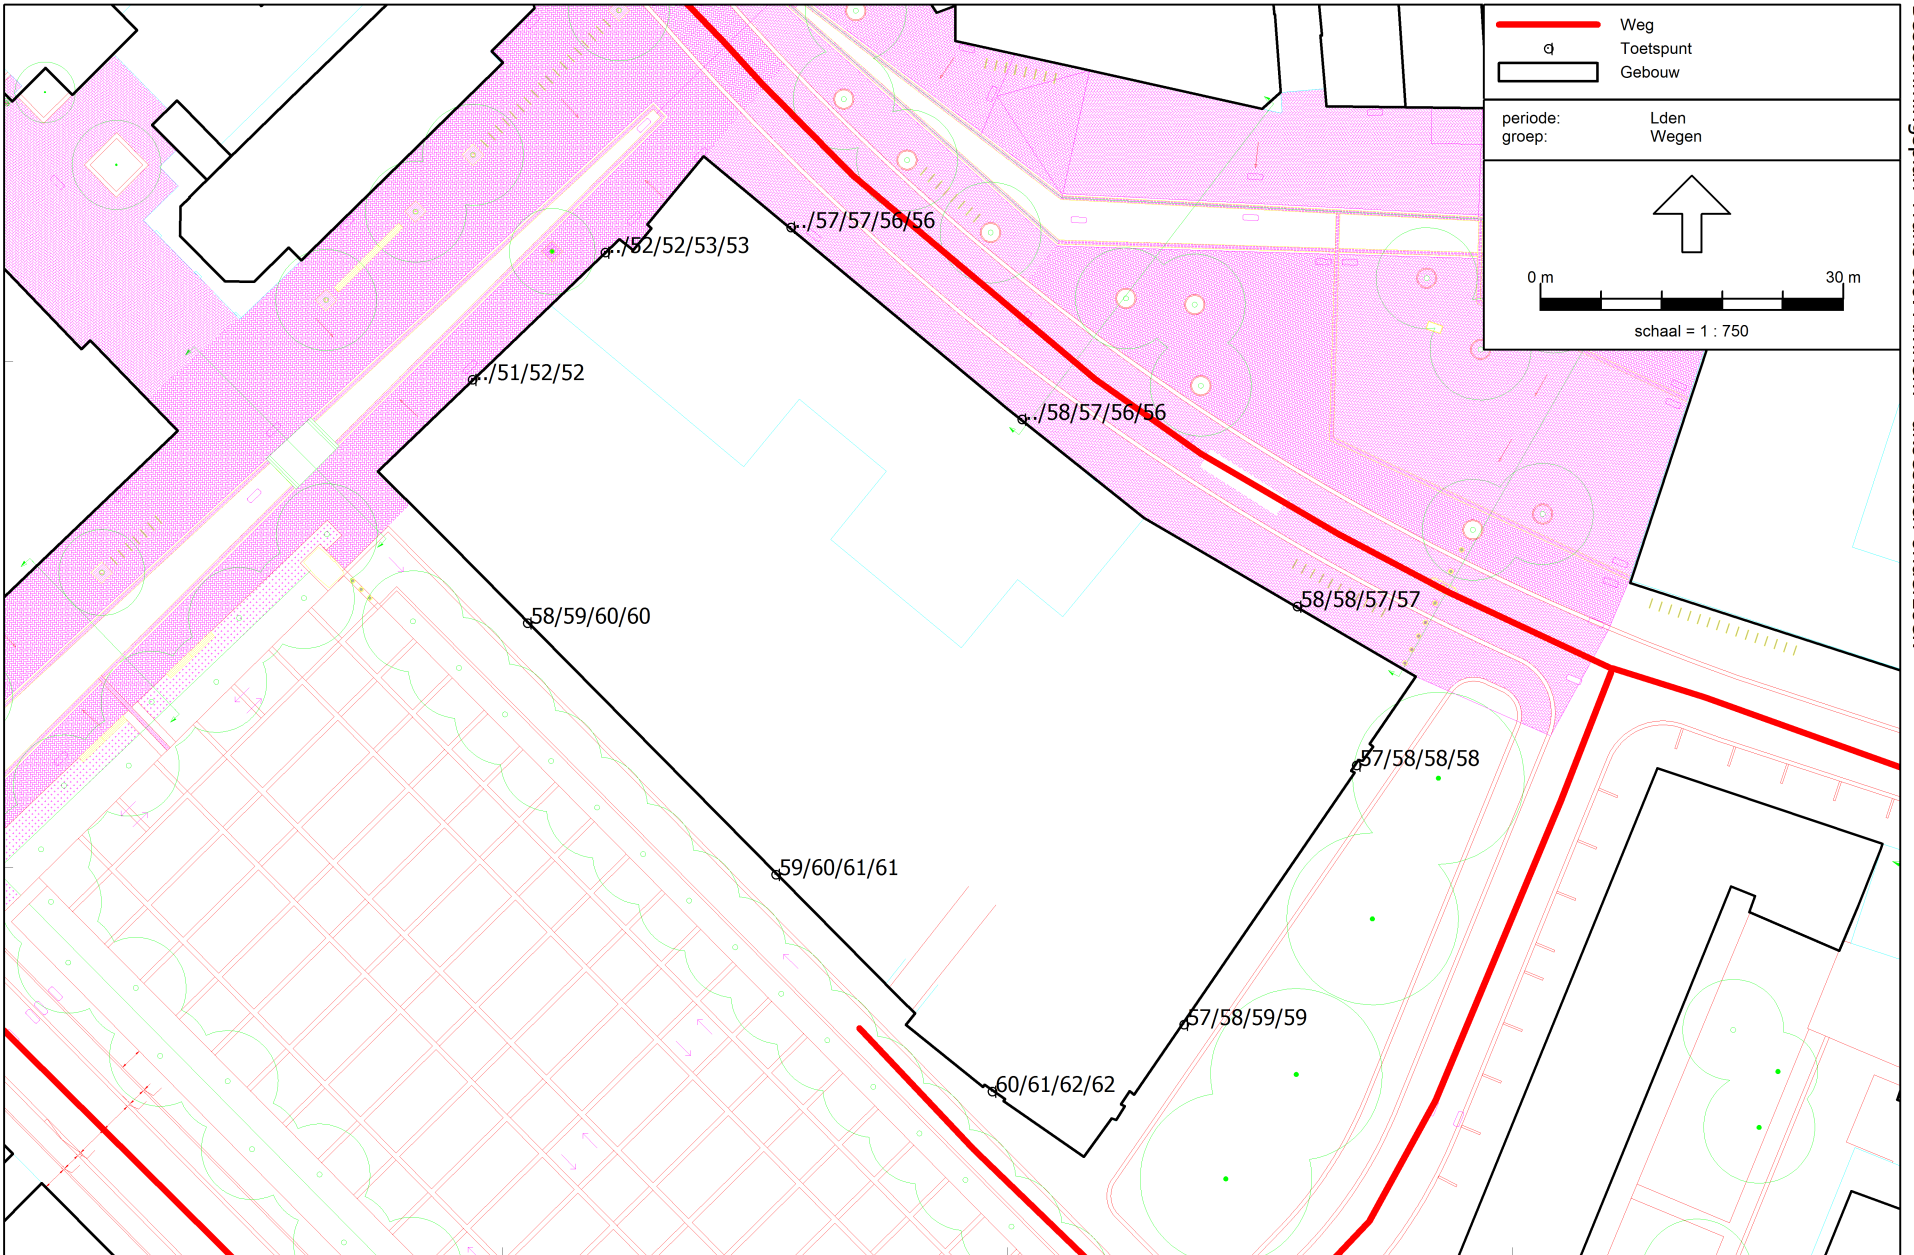 Weg
Toetspunt
Gebouw
periode: Lden
groep: Wegen
0 m 30 m
schaal = 1 : 750
../57/57/56/56
../52/52/53/53
../51/52/52
../58/57/56/56
58/58/57/57
58/59/60/60
57/58/58/58
59/60/61/61
57/58/59/59
60/61/62/62